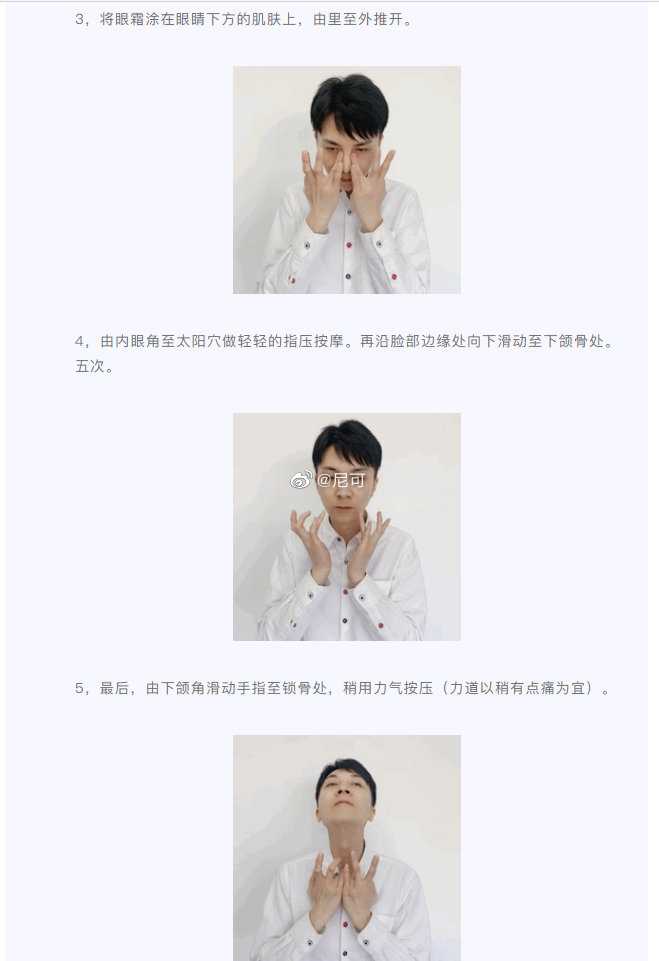 3，将眼霜涂在眼睛下方的肌肤上，由里至外推开。
4，由内眼角至太阳穴做轻轻的指压按摩。再沿脸部边缘处向下滑动至下颌骨处。
五次。
@尼可
5，最后，由下颌角滑动手指至锁骨处，稍用力气按压（力道以稍有点痛为宜）。